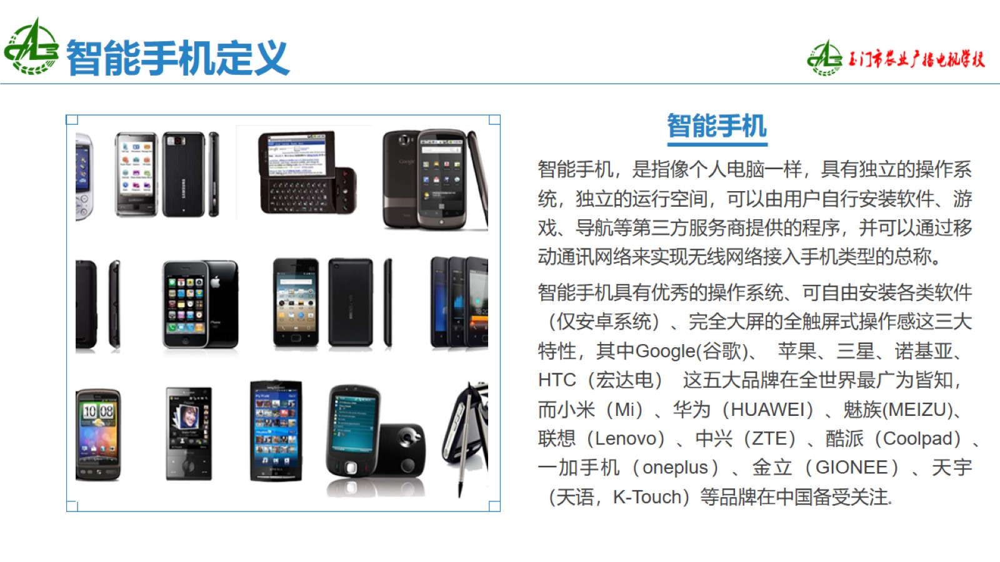 智能手机定义
玉门市农业广播电视学校
智能手机
智能手机，是指像个人电脑一样，具有独立的操作系
统，独立的运行空间，可以由用户自行安装软件、游
戏、导航等第三方服务商提供的程序，并可以通过移
动通讯网络来实现无线网络接入手机类型的总称。
智能手机具有优秀的操作系统、可自由安装各类软件
（仅安卓系统）、完全大屏的全触屏式操作感这三大
特性，其中Google(谷歌)、 苹果、三星、诺基亚、
HTC（宏达电） 这五大品牌在全世界最广为皆知，
而小米（Mi）、华为（HUAWEI）、魅族(MEIZU)、
联想（Lenovo）、中兴（ZTE）、酷派（Coolpad）、
一加手机（oneplus）、金立（GIONEE）、天宇
（天语，K-Touch）等品牌在中国备受关注.
SAMSUNG
Google
iPhone
10 08
18:20